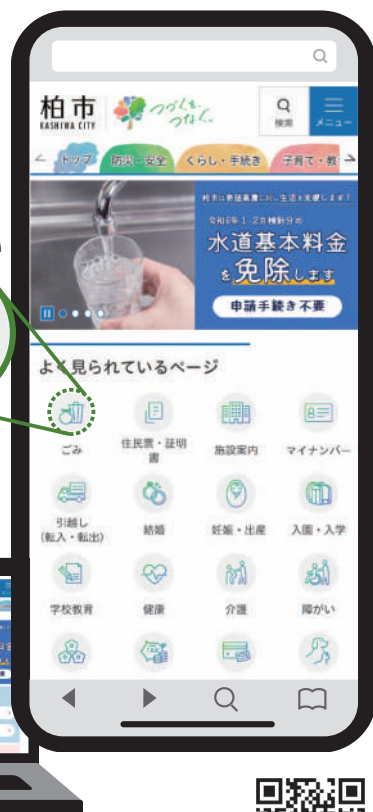 柏市
KASHIWA CITY
つづくを、
つなぐ。
検索
メニュー
トップ
防災・安全
くらし・手続き
子育て・教
柏市は物価高騰に対し生活を支援します!
令和6年1・2月検針分の
水道基本料金
を免除します
申請手続き不要
よく見られているページ
ごみ
住民票・証明
書
施設案内
マイナンバー
引越し
(転入・転出)
結婚
妊娠・出産
入園・入学
学校教育
健康
介護
障がい
TAX